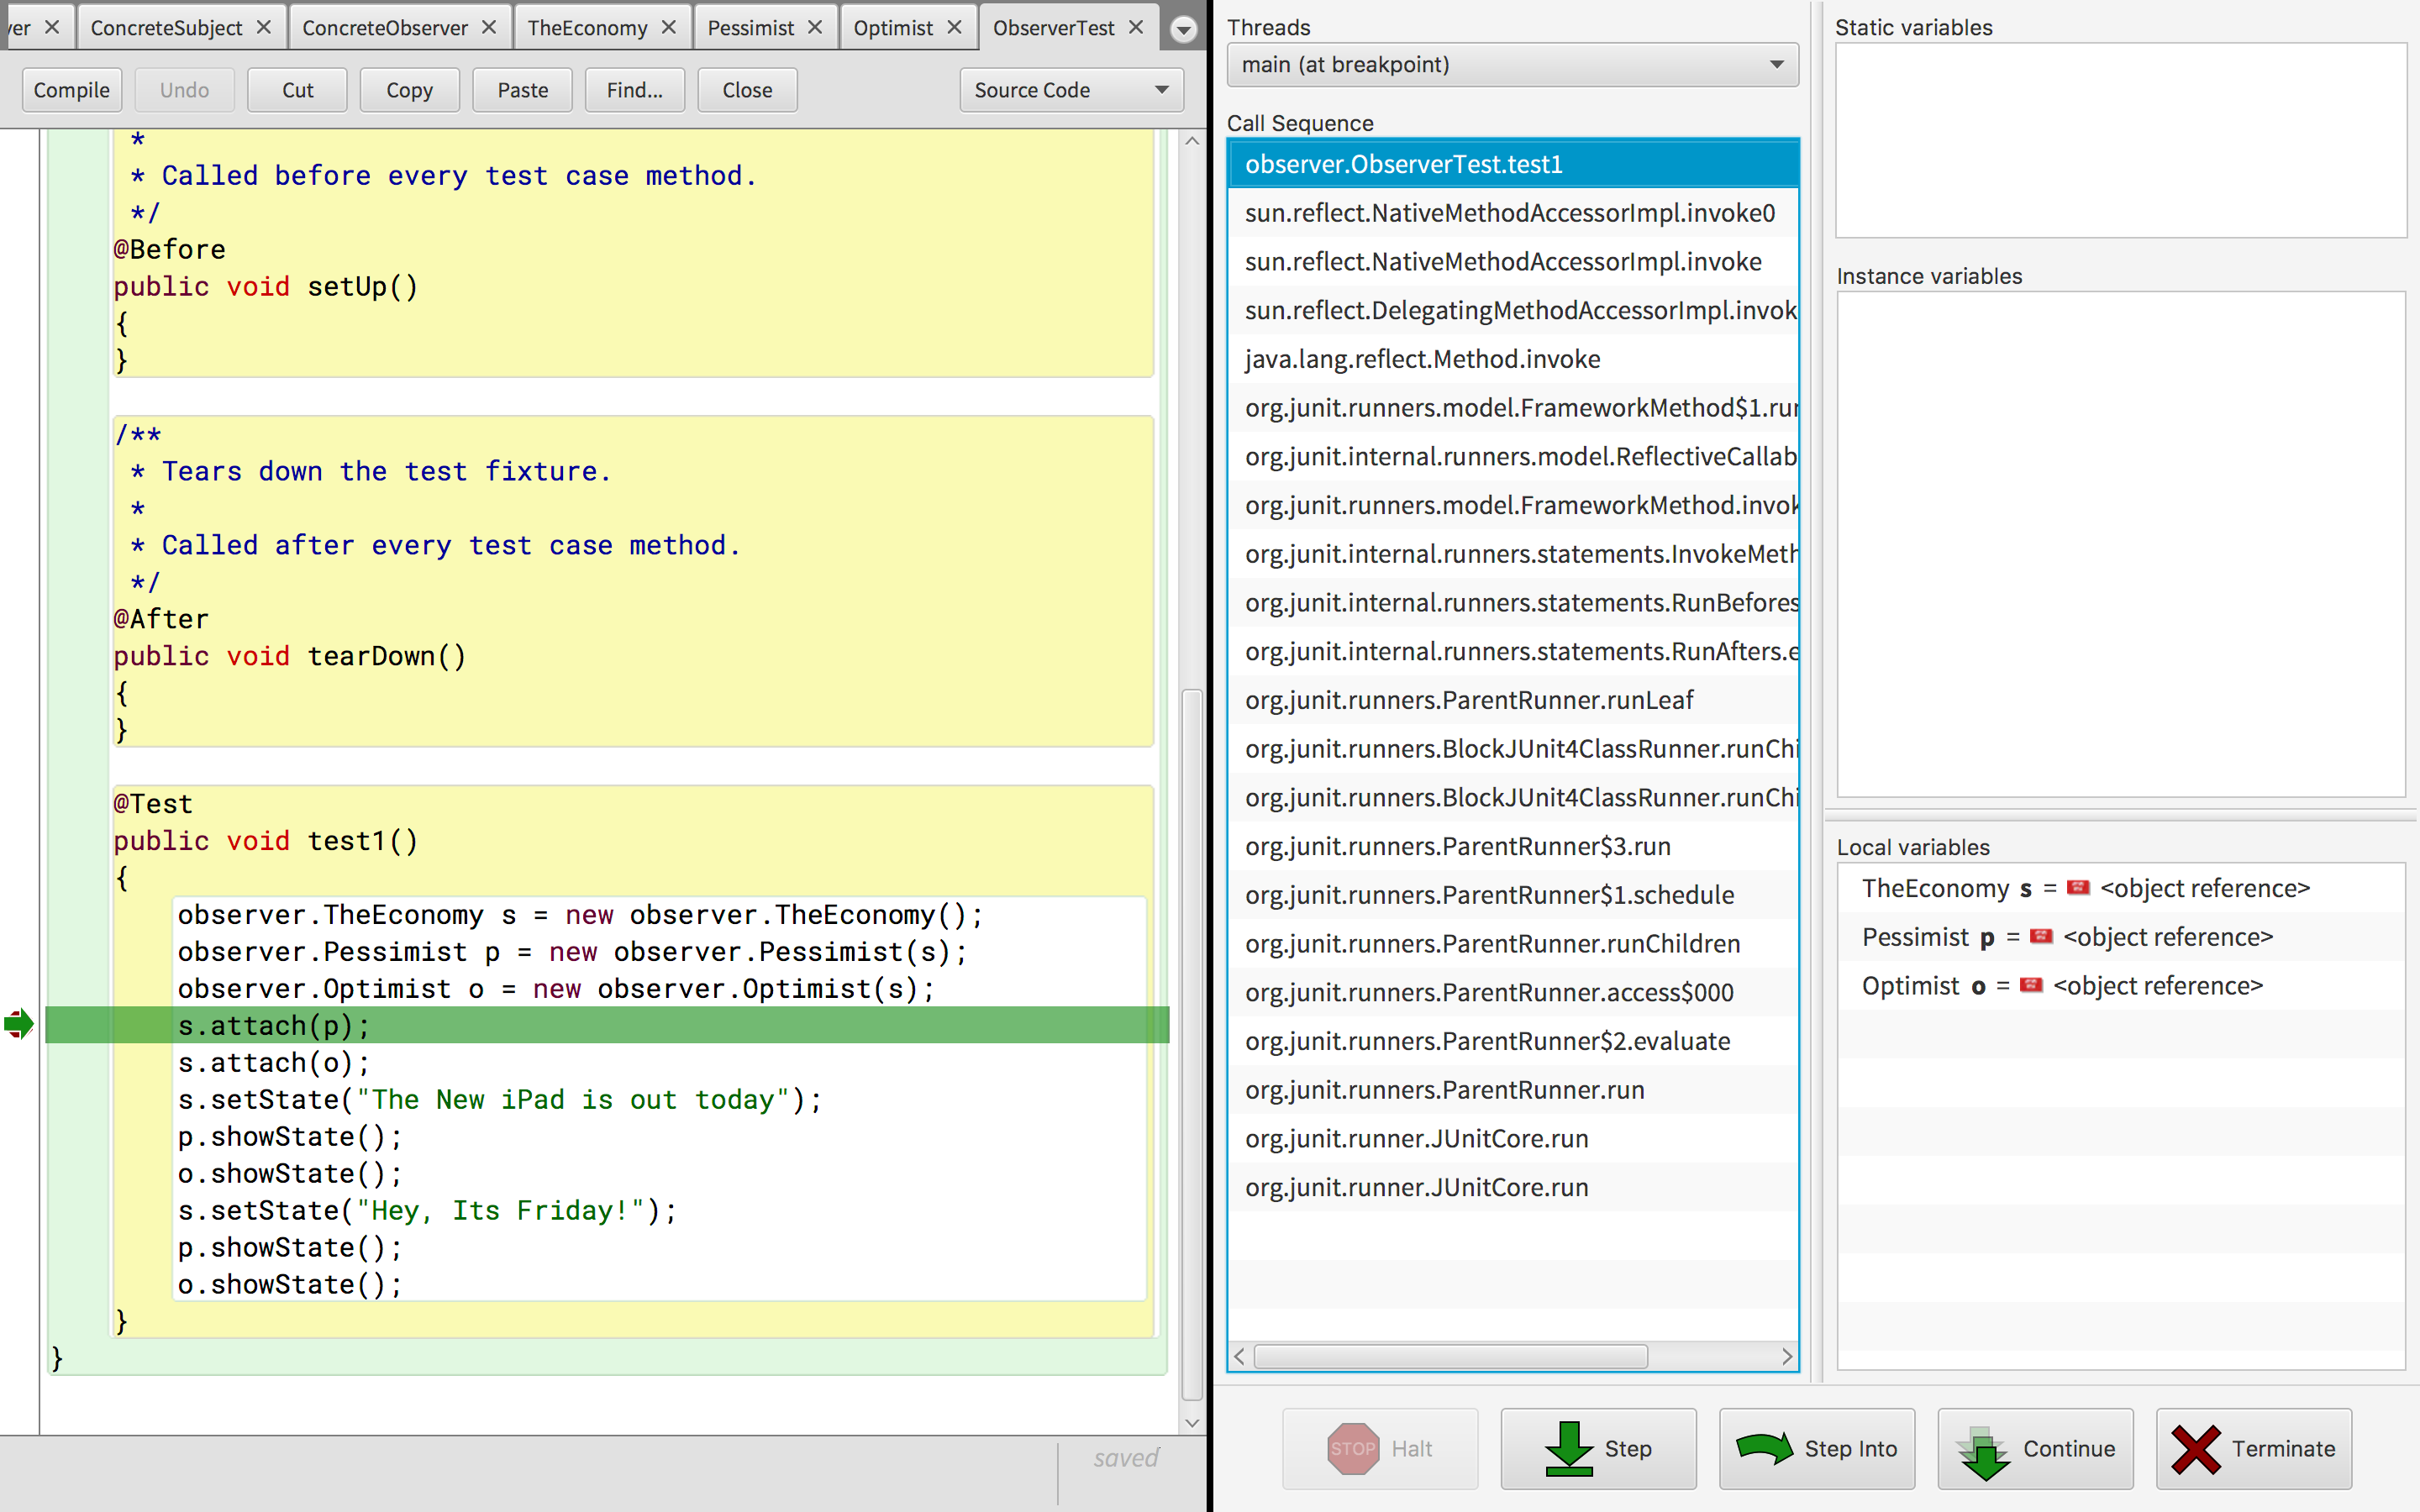 ver ConcreteSubject ConcreteObserver TheEconomy Pessimist Optimist ObserverTest
Compile Undo Cut Copy Paste Find... Close Source Code
*
* Called before every test case method.
*/
@Before
public void setUp()
{
}
/**
* Tears down the test fixture.
*
* Called after every test case method.
*/
@After
public void tearDown()
{
}
@Test
public void test1()
{
observer.TheEconomy s = new observer.TheEconomy();
observer.Pessimist p = new observer.Pessimist(s);
observer.Optimist o = new observer.Optimist(s);
s.attach(p);
s.attach(o);
s.setState("The New iPad is out today");
p.showState();
o.showState();
s.setState("Hey, Its Friday!");
p.showState();
o.showState();
}
}
saved
Threads
main (at breakpoint)
Call Sequence
observer.ObserverTest.test1
sun.reflect.NativeMethodAccessorImpl.invoke0
sun.reflect.NativeMethodAccessorImpl.invoke
sun.reflect.DelegatingMethodAccessorImpl.invok
java.lang.reflect.Method.invoke
org.junit.runners.model.FrameworkMethod$1.run
org.junit.internal.runners.model.ReflectiveCallab
org.junit.runners.model.FrameworkMethod.invok
org.junit.internal.runners.statements.InvokeMeth
org.junit.internal.runners.statements.RunBefores
org.junit.internal.runners.statements.RunAfters.e
org.junit.runners.ParentRunner.runLeaf
org.junit.runners.BlockJUnit4ClassRunner.runChi
org.junit.runners.BlockJUnit4ClassRunner.runChi
org.junit.runners.ParentRunner$3.run
org.junit.runners.ParentRunner$1.schedule
org.junit.runners.ParentRunner.runChildren
org.junit.runners.ParentRunner.access$000
org.junit.runners.ParentRunner$2.evaluate
org.junit.runners.ParentRunner.run
org.junit.runner.JUnitCore.run
org.junit.runner.JUnitCore.run
Static variables
Instance variables
Local variables
TheEconomy s = <object reference>
Pessimist p = <object reference>
Optimist o = <object reference>
STOP Halt Step Step Into Continue Terminate